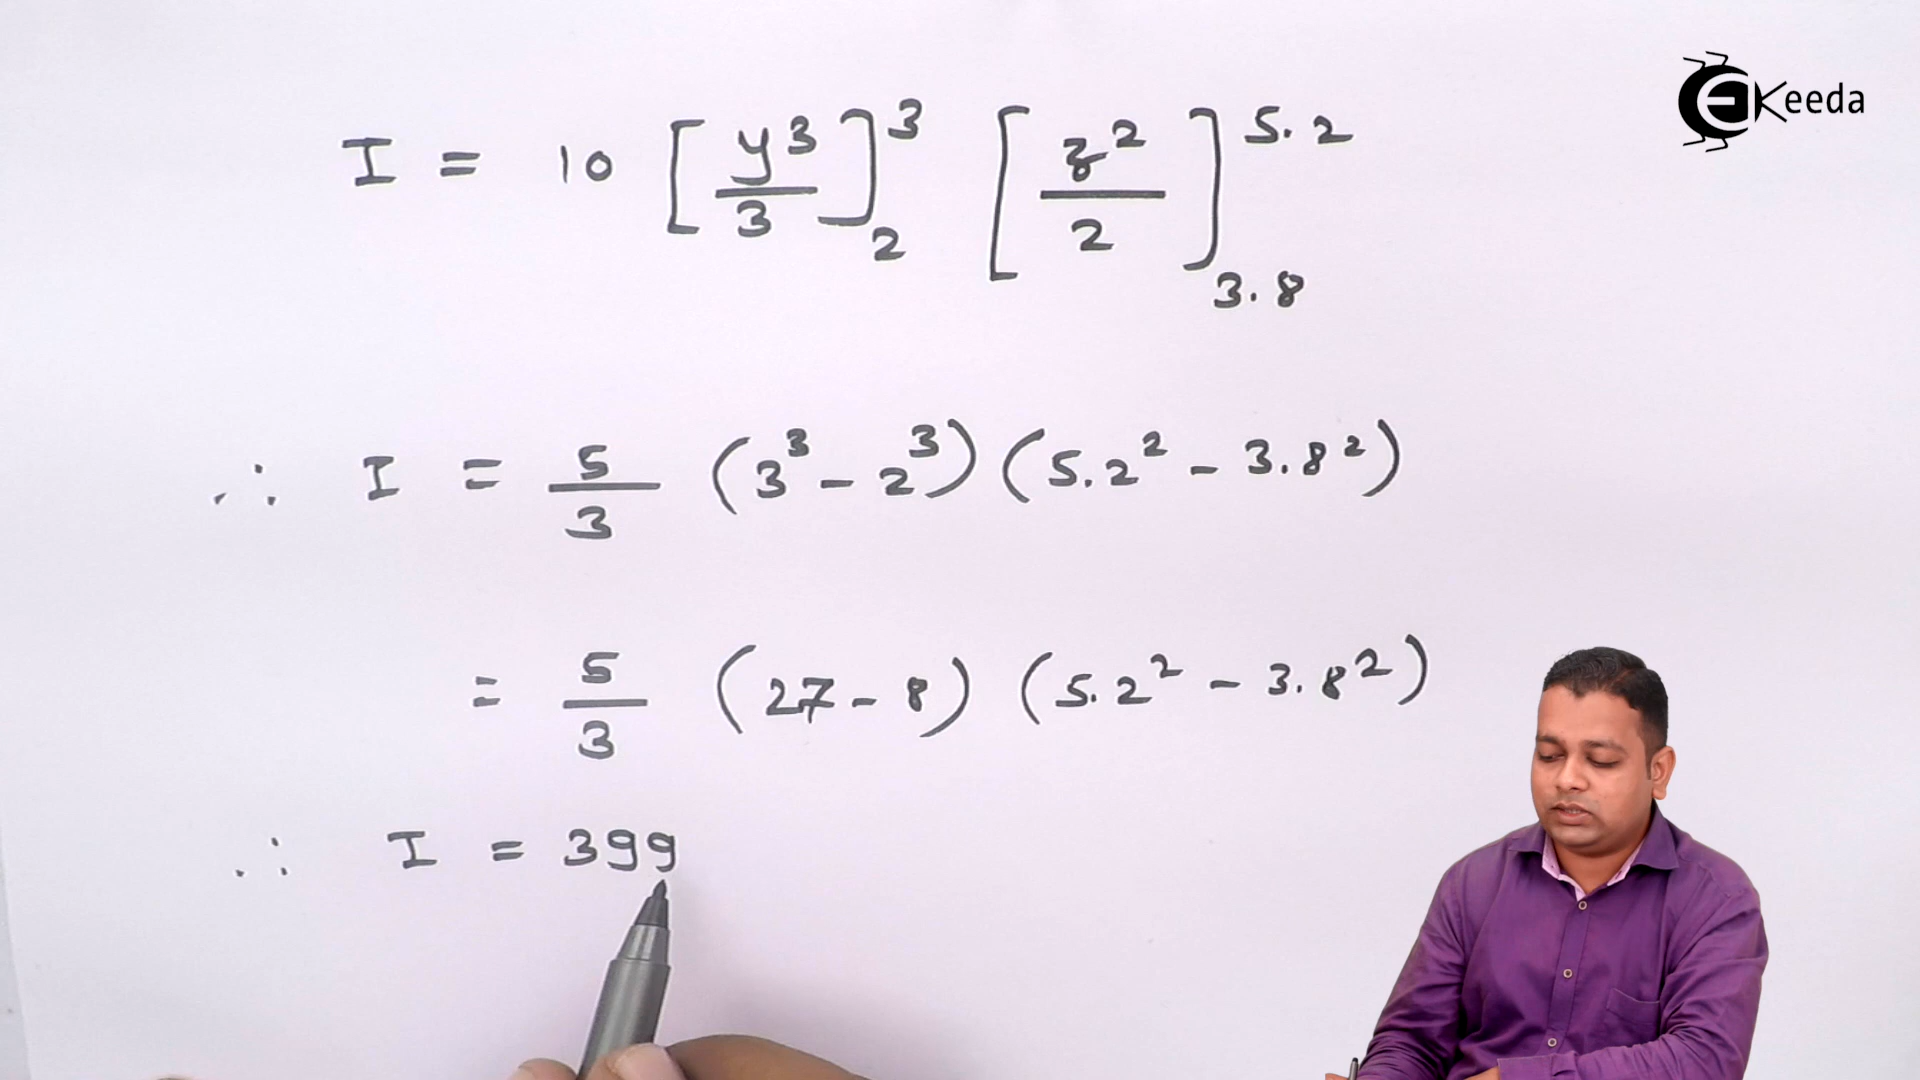 EKeeda
I = 10 [y³/3]₂³ [z²/2]₃.₈⁵·²
∴ I = 5/3 (3³ - 2³) (5.2² - 3.8²)
= 5/3 (27 - 8) (5.2² - 3.8²)
∴ I = 399